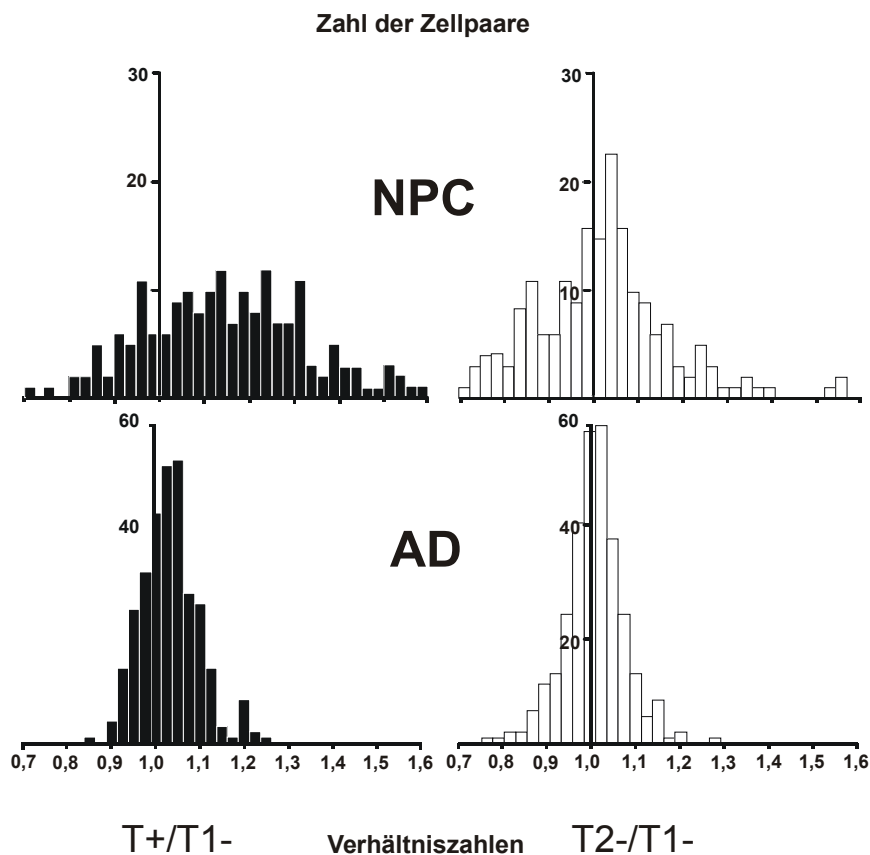 Zahl der Zellpaare
30 30
20 20
NPC
10
60 60
40 40
AD
20
0,7 0,8 0,9 1,0 1,1 1,2 1,3 1,4 1,5 1,6 0,7 0,8 0,9 1,0 1,1 1,2 1,3 1,4 1,5 1,6
T+/T1- Verhältniszahlen T2-/T1-